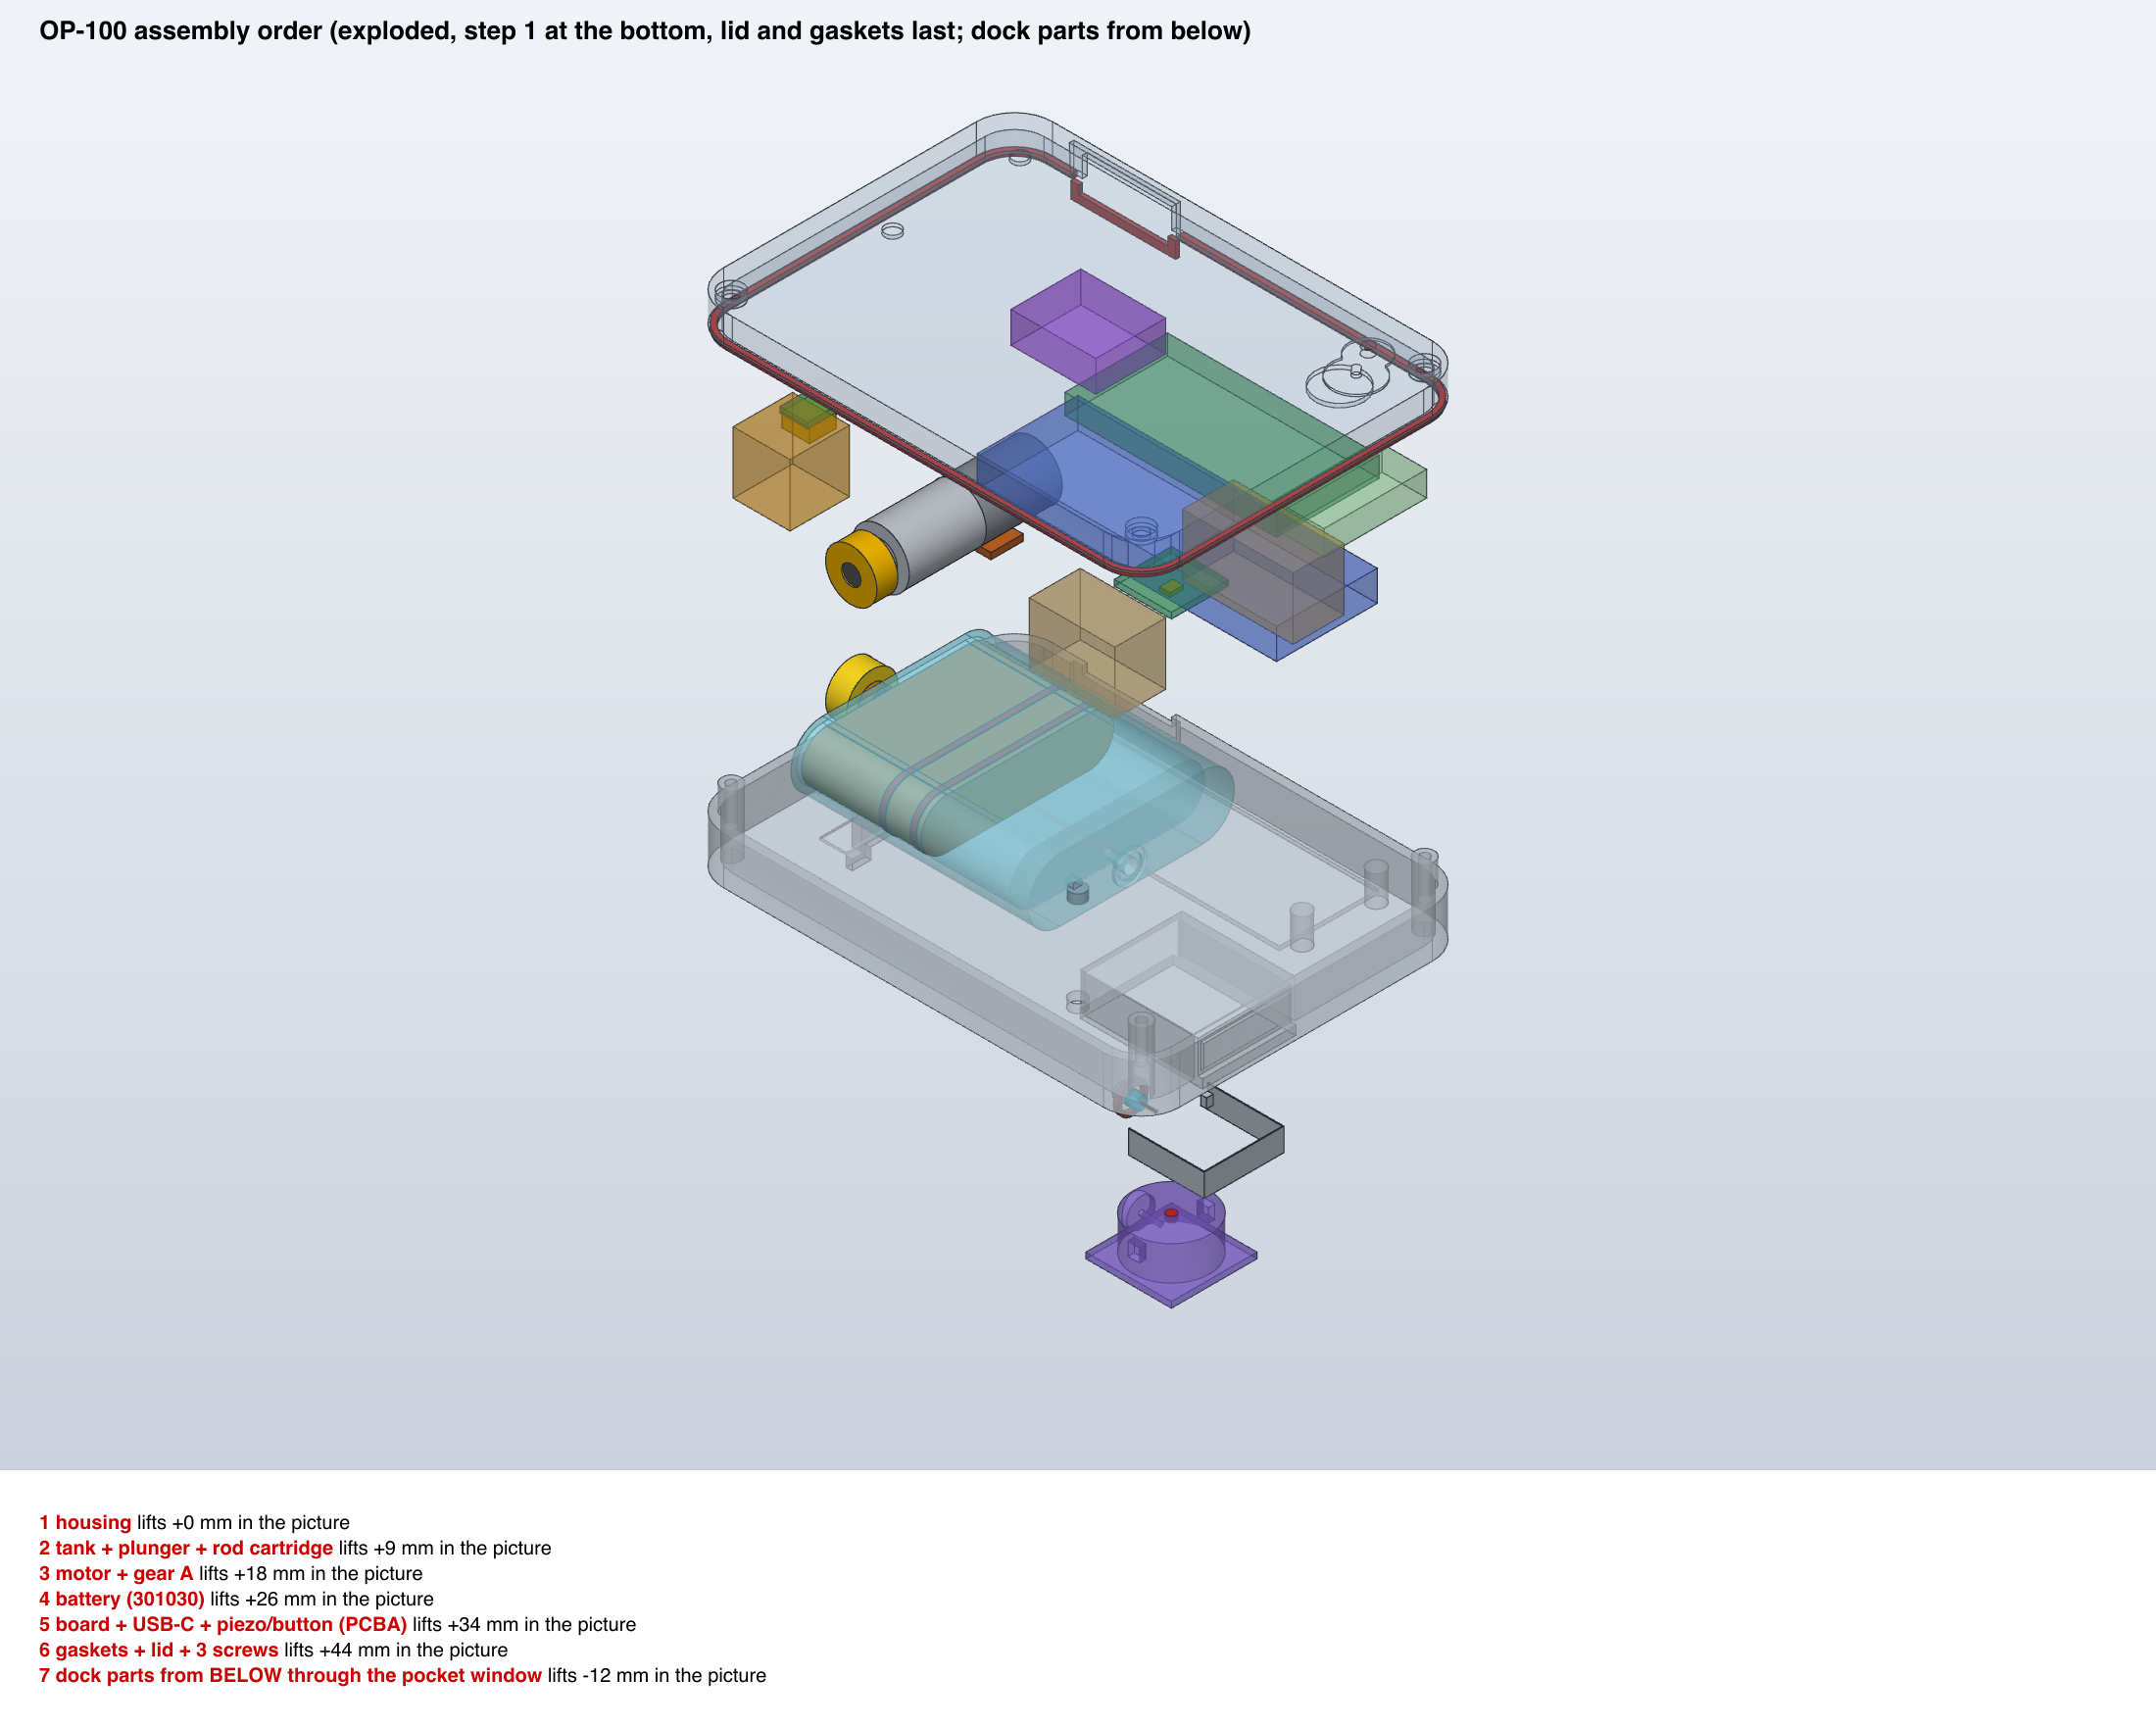 OP-100 assembly order (exploded, step 1 at the bottom, lid and gaskets last; dock parts from below)
1 housing lifts +0 mm in the picture
2 tank + plunger + rod cartridge lifts +9 mm in the picture
3 motor + gear A lifts +18 mm in the picture
4 battery (301030) lifts +26 mm in the picture
5 board + USB-C + piezo/button (PCBA) lifts +34 mm in the picture
6 gaskets + lid + 3 screws lifts +44 mm in the picture
7 dock parts from BELOW through the pocket window lifts -12 mm in the picture